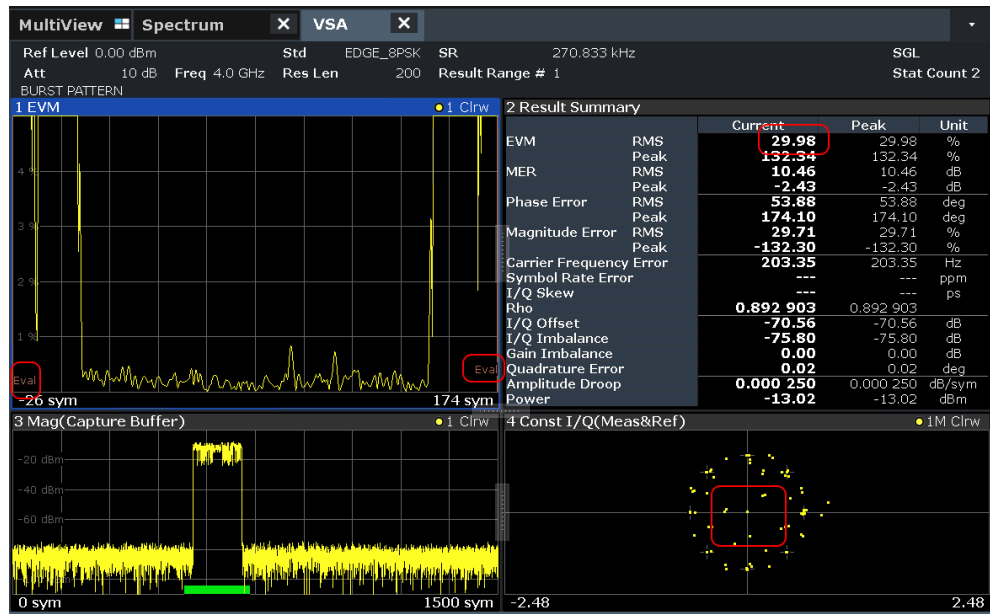 MultiView Spectrum X VSA X
Ref Level 0.00 dBm Std EDGE_8PSK SR 270.833 kHz SGL
Att 10 dB Freq 4.0 GHz Res Len 200 Result Range # 1 Stat Count 2
BURST PATTERN
1 EVM 1 Clrw
4 %
3 %
2 %
1 %
Eval Eval
-26 sym 174 sym
2 Result Summary
Current Peak Unit
EVM RMS 29.98 29.98 %
Peak 132.34 132.34 %
MER RMS 10.46 10.46 dB
Peak -2.43 -2.43 dB
Phase Error RMS 53.88 53.88 deg
Peak 174.10 174.10 deg
Magnitude Error RMS 29.71 29.71 %
Peak -132.30 -132.30 %
Carrier Frequency Error 203.35 203.35 Hz
Symbol Rate Error --- --- ppm
I/Q Skew --- --- ps
Rho 0.892 903 0.892 903
I/Q Offset -70.56 -70.56 dB
I/Q Imbalance -75.80 -75.80 dB
Gain Imbalance 0.00 0.00 dB
Quadrature Error 0.02 0.02 deg
Amplitude Droop 0.000 250 0.000 250 dB/sym
Power -13.02 -13.02 dBm
3 Mag(Capture Buffer) 1 Clrw
-20 dBm
-40 dBm
-60 dBm
0 sym 1500 sym
4 Const I/Q(Meas&Ref) 1M Clrw
-2.48 2.48